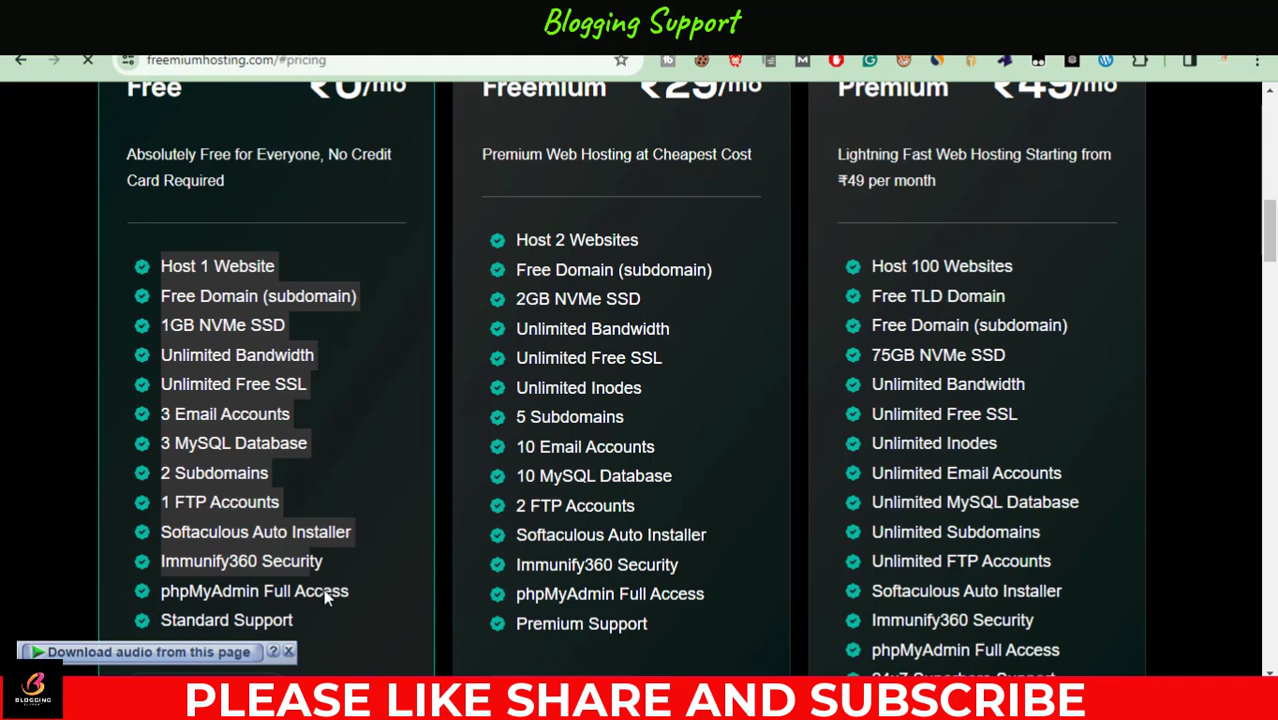 Blogging Support
freemiumhosting.com/#pricing
Free ₹0/mo
Absolutely Free for Everyone, No Credit
Card Required
Host 1 Website
Free Domain (subdomain)
1GB NVMe SSD
Unlimited Bandwidth
Unlimited Free SSL
3 Email Accounts
3 MySQL Database
2 Subdomains
1 FTP Accounts
Softaculous Auto Installer
Immunify360 Security
phpMyAdmin Full Access
Standard Support
Freemium ₹29/mo
Premium Web Hosting at Cheapest Cost
Host 2 Websites
Free Domain (subdomain)
2GB NVMe SSD
Unlimited Bandwidth
Unlimited Free SSL
Unlimited Inodes
5 Subdomains
10 Email Accounts
10 MySQL Database
2 FTP Accounts
Softaculous Auto Installer
Immunify360 Security
phpMyAdmin Full Access
Premium Support
Premium ₹49/mo
Lightning Fast Web Hosting Starting from
₹49 per month
Host 100 Websites
Free TLD Domain
Free Domain (subdomain)
75GB NVMe SSD
Unlimited Bandwidth
Unlimited Free SSL
Unlimited Inodes
Unlimited Email Accounts
Unlimited MySQL Database
Unlimited Subdomains
Unlimited FTP Accounts
Softaculous Auto Installer
Immunify360 Security
phpMyAdmin Full Access
Download audio from this page ? X
BLOGGING
PLEASE LIKE SHARE AND SUBSCRIBE